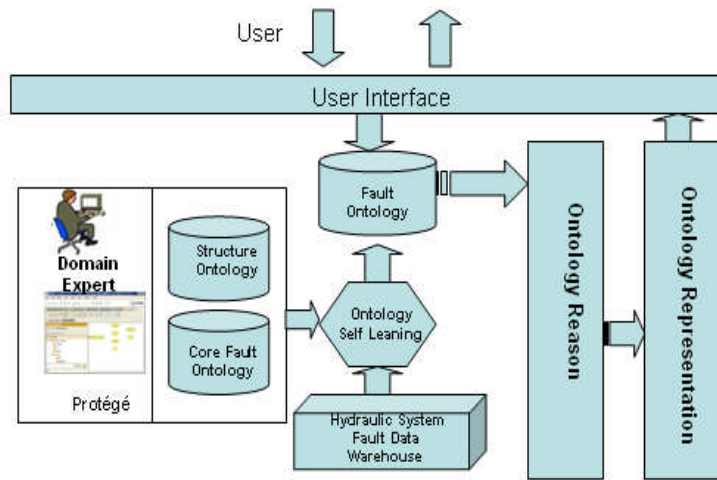 User
User Interface
Fault
Ontology
Domain
Expert
Protégé
Structure
Ontology
Core Fault
Ontology
Ontology
Self Leaning
Hydraulic System
Fault Data
Warehouse
Ontology Reason
Ontology Representation